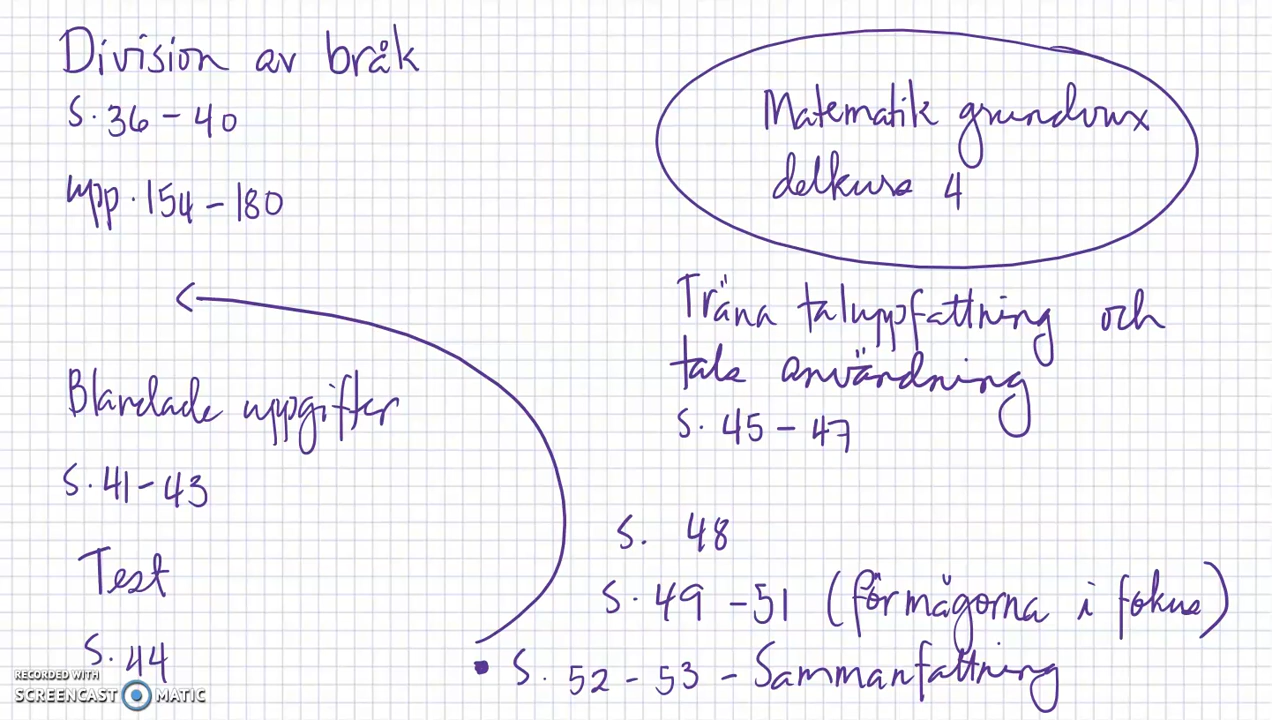 Division av bråk
s. 36 - 40
upp. 154 - 180
Blandade uppgifter
s. 41 - 43
Test
s. 44
Matematik grundvux
delkurs 4
Träna taluppfattning och
tals användning
s. 45 - 47
s. 48
s. 49 - 51 (förmågorna i fokus)
s. 52 - 53 - Sammanfattning
RECORDED WITH
SCREENCAST MATIC